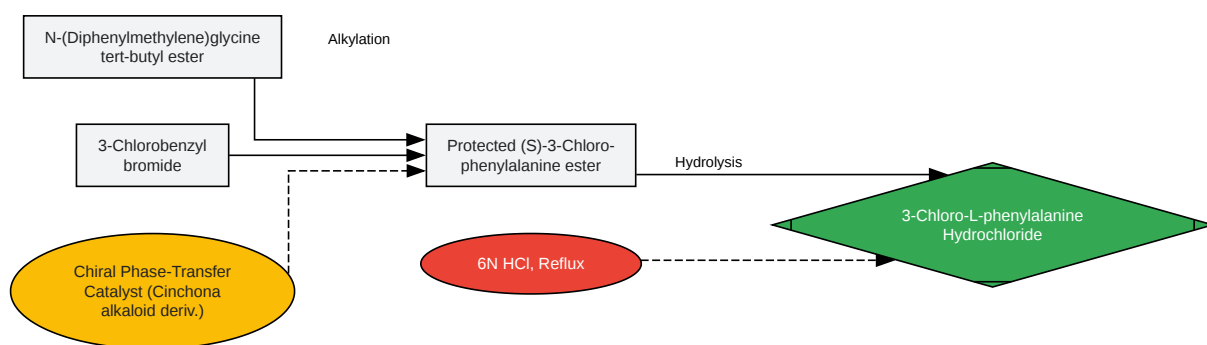 N-(Diphenylmethylene)glycine
tert-butyl ester
Alkylation
3-Chlorobenzyl
bromide
Protected (S)-3-Chloro-
phenylalanine ester
Hydrolysis
3-Chloro-L-phenylalanine
Hydrochloride
Chiral Phase-Transfer
Catalyst (Cinchona
alkaloid deriv.)
6N HCl, Reflux